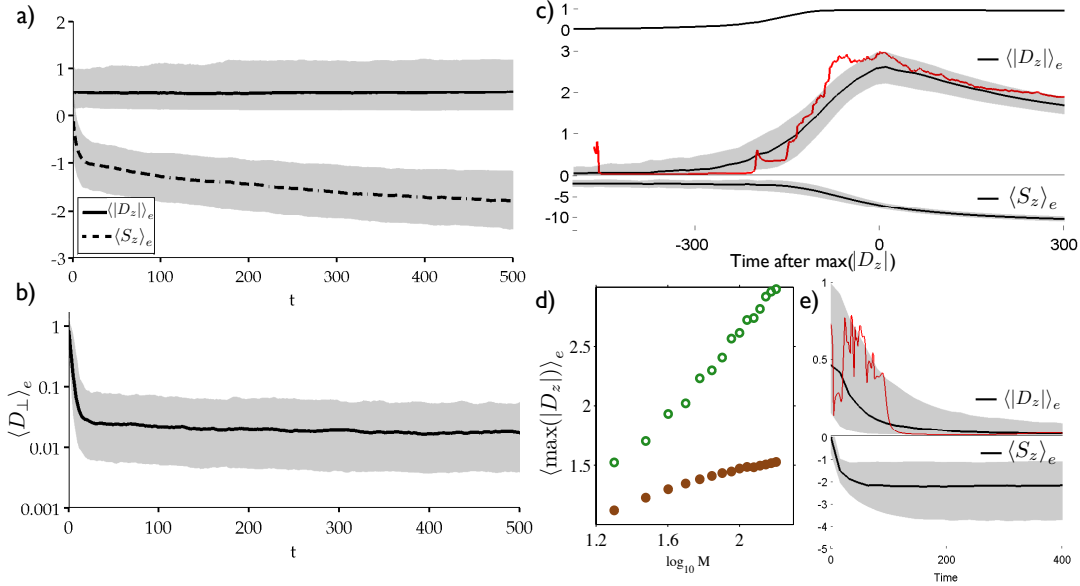 a)
2
1
0
-1
-2
-3
⟨|D_z|⟩_e
⟨S_z⟩_e
0
100
200
300
400
500
t
b)
⟨D_⊥⟩_e
1
0.1
0.01
0.001
0
100
200
300
400
500
t
c)
1
0
3
2
1
0
⟨|D_z|⟩_e
-5
-10
⟨S_z⟩_e
-300
0
300
Time after max(|D_z|)
d)
⟨max(|D_z|)⟩_e
2.5
2
1.5
1.2
1.6
2
log₁₀ M
e)
1
0.5
⟨|D_z|⟩_e
0
-1
-2
-3
-4
-5
⟨S_z⟩_e
0
200
400
Time